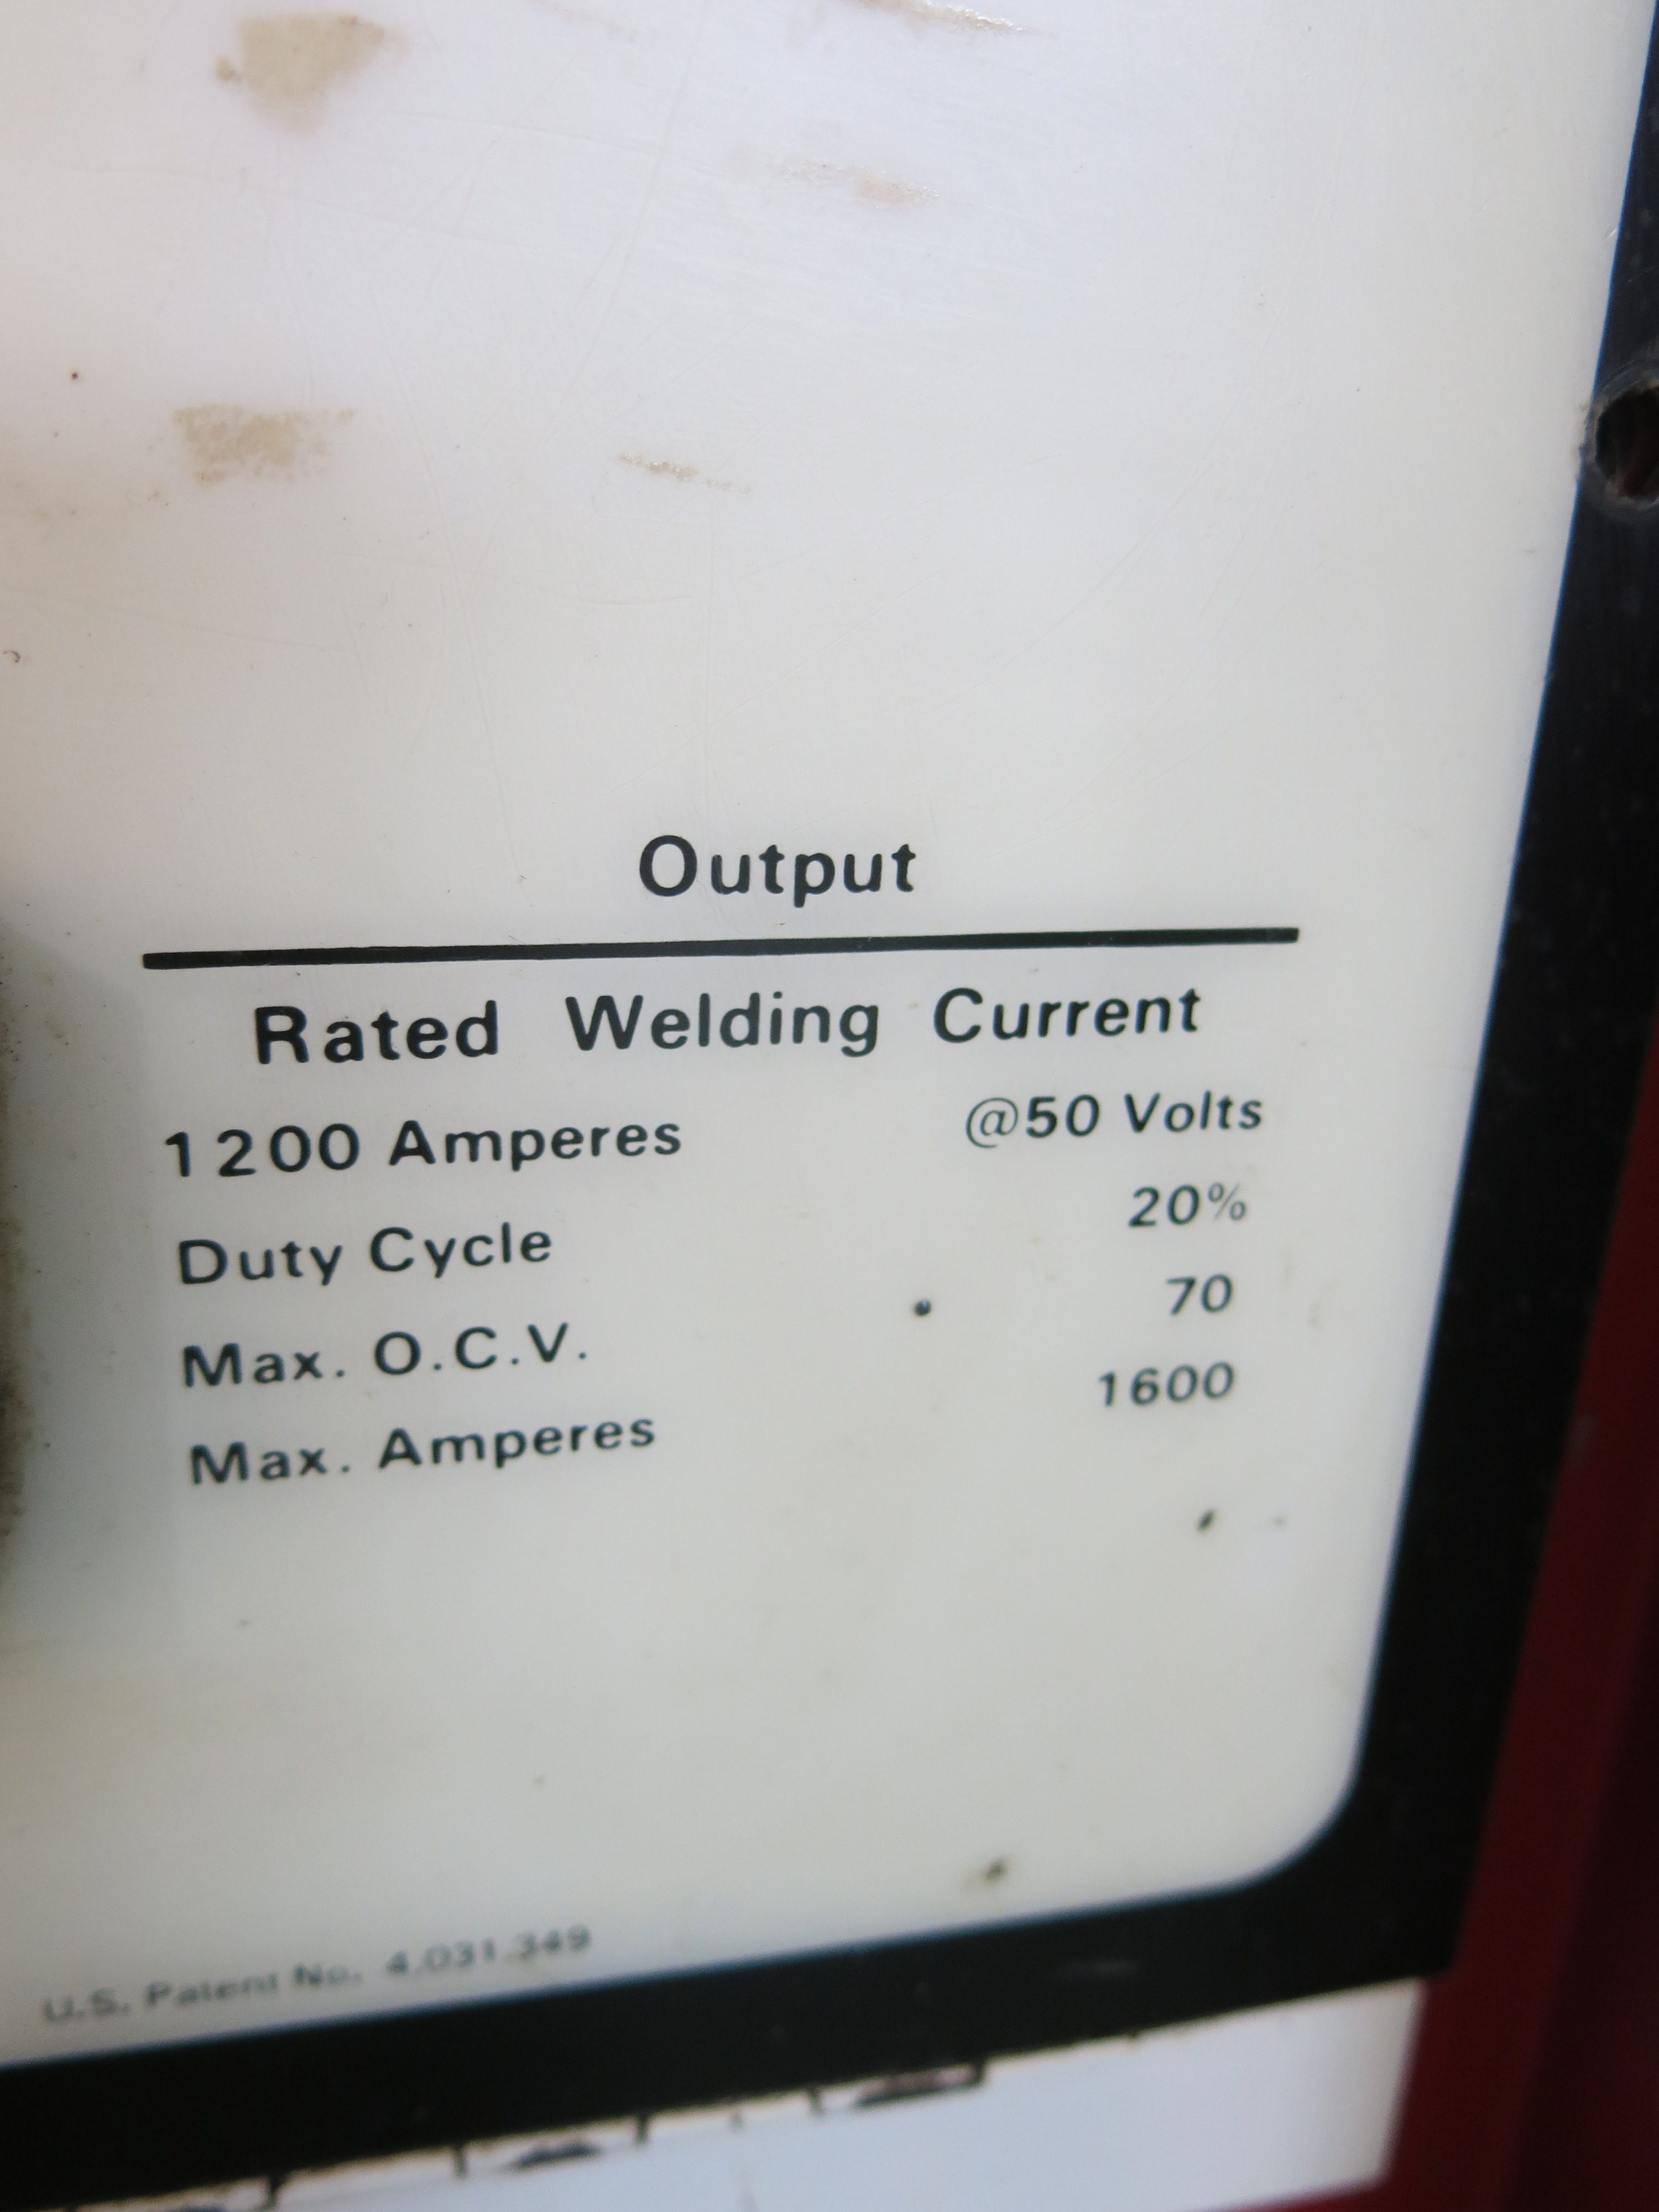 Output
Rated Welding Current
1200 Amperes @50 Volts
Duty Cycle 20%
Max. O.C.V. 70
Max. Amperes 1600
U.S. Patent No. 4,031,349